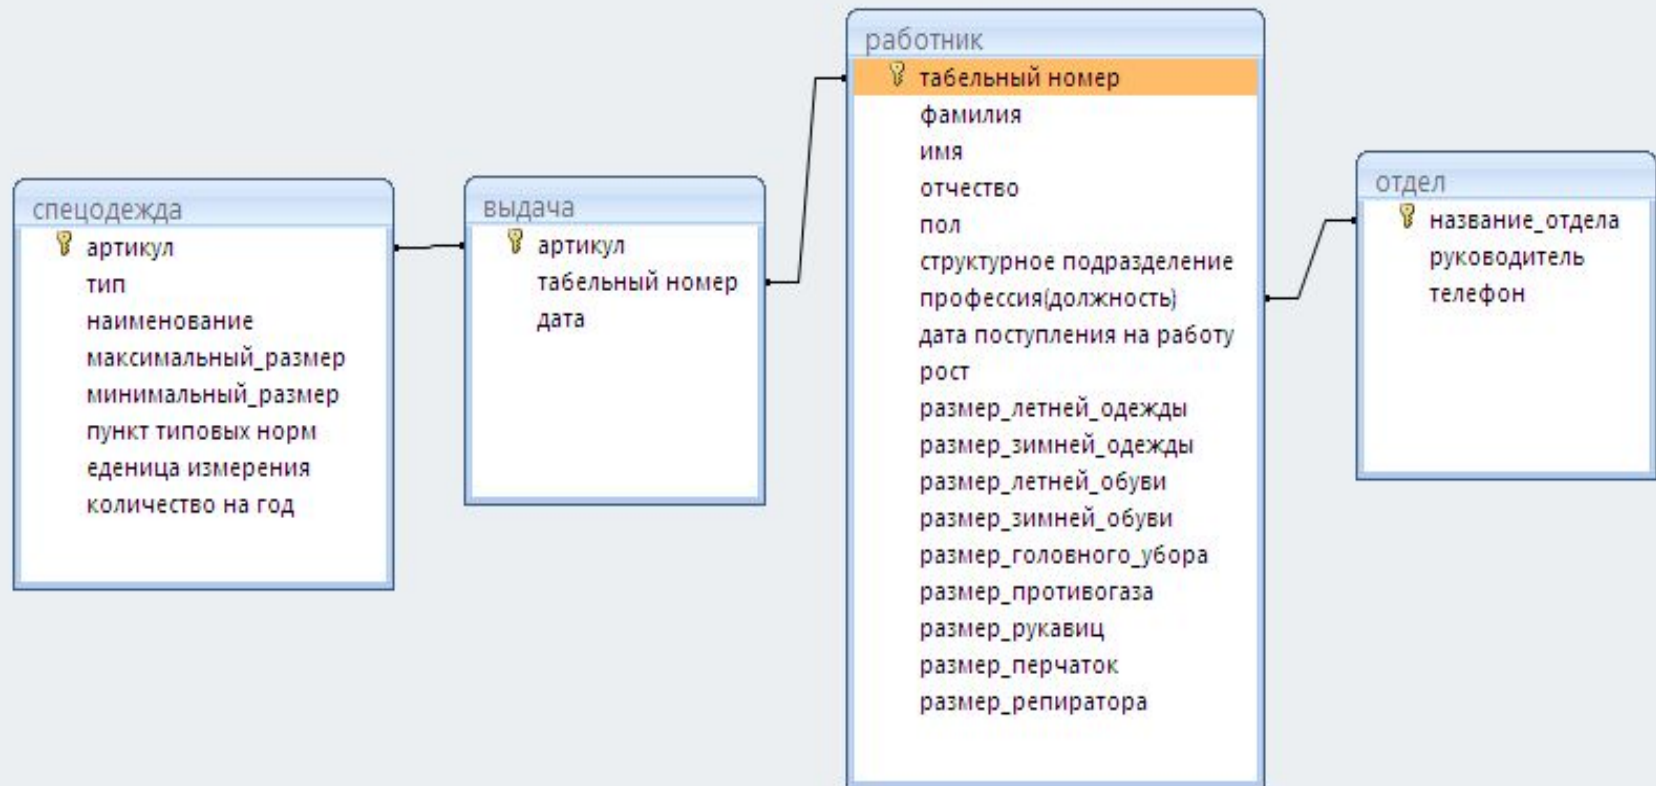 спецодежда
артикул
тип
наименование
максимальный_размер
минимальный_размер
пункт типовых норм
еденица измерения
количество на год
выдача
артикул
табельный номер
дата
работник
табельный номер
фамилия
имя
отчество
пол
структурное подразделение
профессия(должность)
дата поступления на работу
рост
размер_летней_одежды
размер_зимней_одежды
размер_летней_обуви
размер_зимней_обуви
размер_головного_убора
размер_противогаза
размер_рукавиц
размер_перчаток
размер_репиратора
отдел
название_отдела
руководитель
телефон